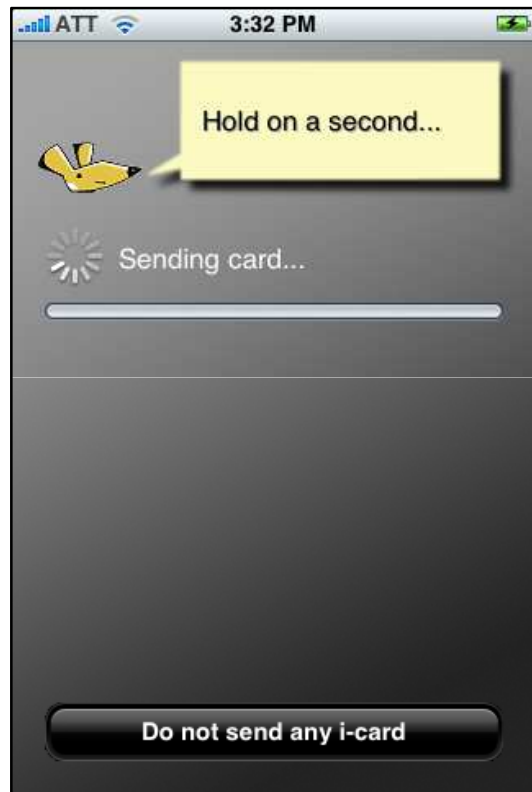 ATT 3:32 PM
Hold on a second...
Sending card...
Do not send any i-card